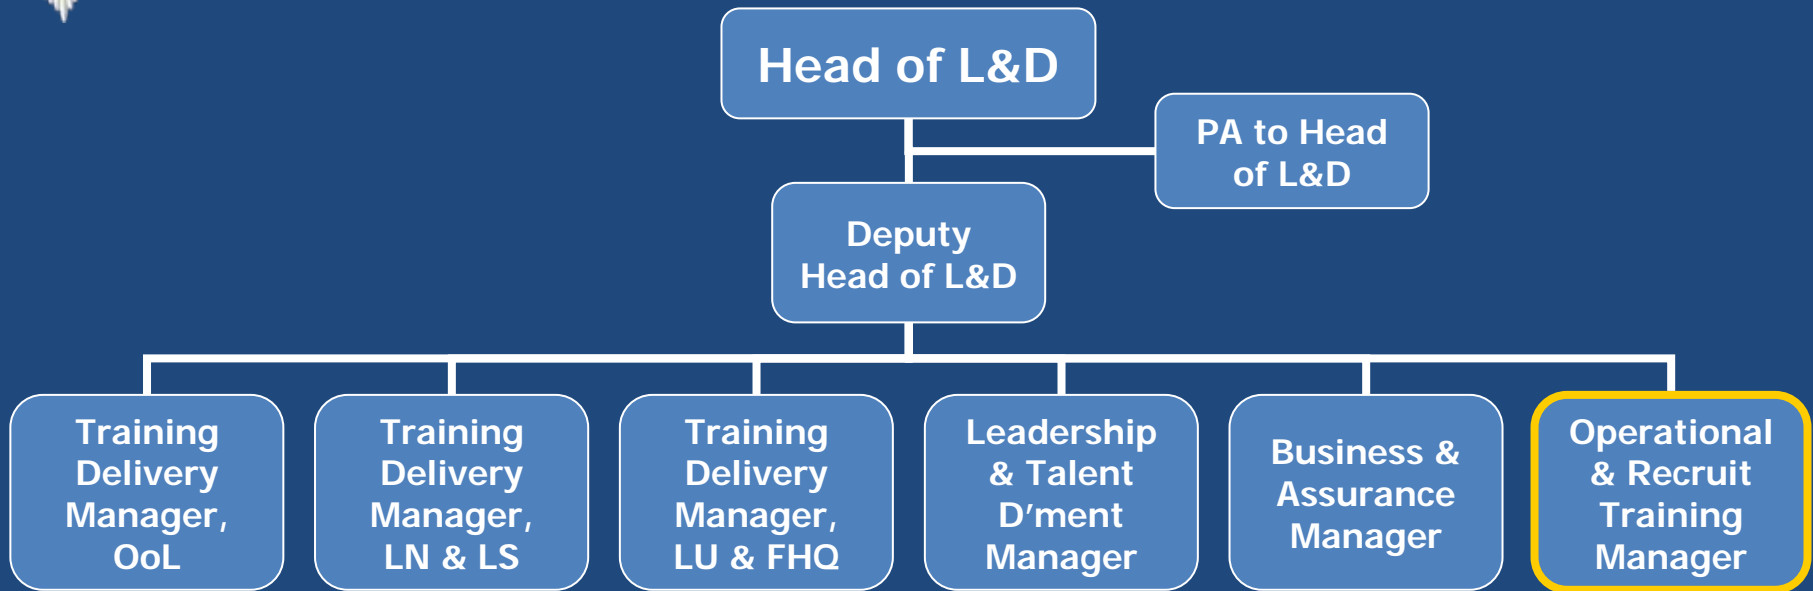 Head of L&D
PA to Head
of L&D
Deputy
Head of L&D
Training
Delivery
Manager,
OoL
Training
Delivery
Manager,
LN & LS
Training
Delivery
Manager,
LU & FHQ
Leadership
& Talent
D’ment
Manager
Business &
Assurance
Manager
Operational
& Recruit
Training
Manager